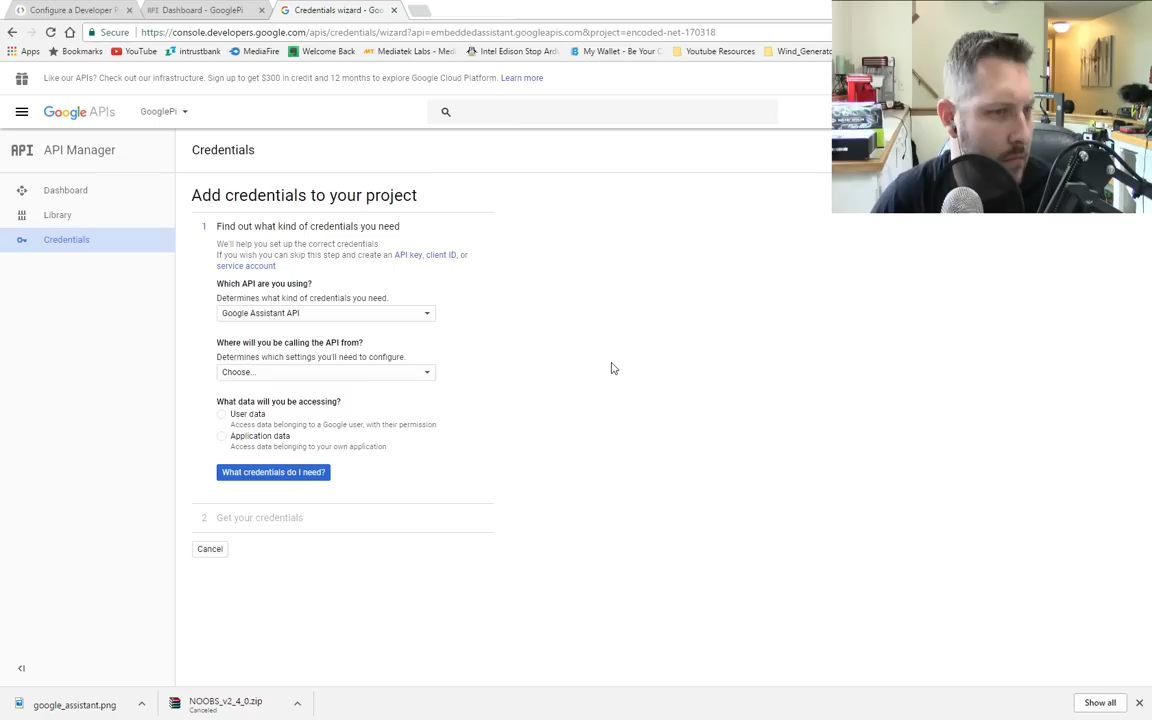 Configure a Developer P
API Dashboard - GooglePi
Credentials wizard - Goo
Secure
https://console.developers.google.com/apis/credentials/wizard?api=embeddedassistant.googleapis.com&project=encoded-net-170318
Apps
Bookmarks
YouTube
intrustbank
MediaFire
Welcome Back
Mediatek Labs - Medi
Intel Edison Stop Ard
My Wallet - Be Your C
Youtube Resources
Wind_Generato
Like our APIs? Check out our infrastructure. Sign up to get $300 in credit and 12 months to explore Google Cloud Platform. Learn more
Google APIs
GooglePi
API API Manager
Credentials
Dashboard
Library
Credentials
Add credentials to your project
1 Find out what kind of credentials you need
We'll help you set up the correct credentials
If you wish you can skip this step and create an API key, client ID, or
service account
Which API are you using?
Determines what kind of credentials you need.
Google Assistant API
Where will you be calling the API from?
Determines which settings you'll need to configure.
Choose...
What data will you be accessing?
User data
Access data belonging to a Google user, with their permission
Application data
Access data belonging to your own application
What credentials do I need?
2 Get your credentials
Cancel
google_assistant.png
NOOBS_v2_4_0.zip
Canceled
Show all